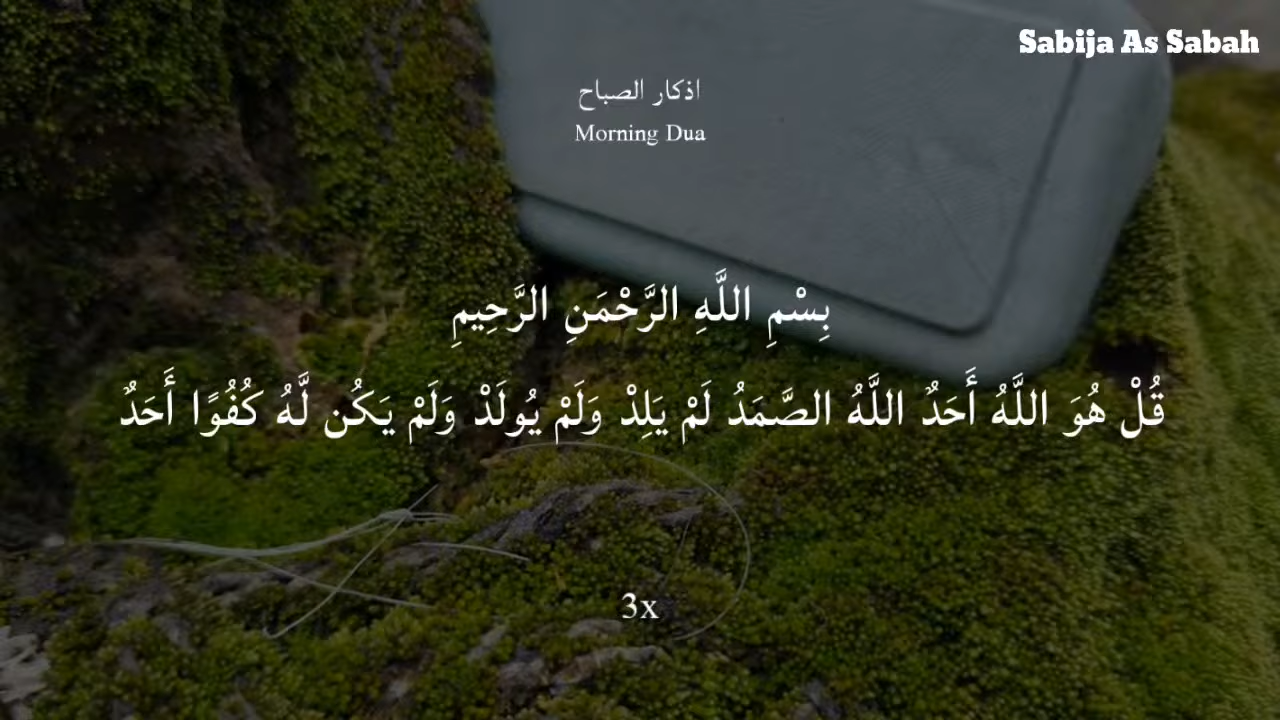 Sabija As Sabah
اذكار الصباح
Morning Dua
بِسْمِ اللَّهِ الرَّحْمَنِ الرَّحِيمِ
قُلْ هُوَ اللَّهُ أَحَدٌ اللَّهُ الصَّمَدُ لَمْ يَلِدْ وَلَمْ يُولَدْ وَلَمْ يَكُن لَّهُ كُفُوًا أَحَدٌ
3x